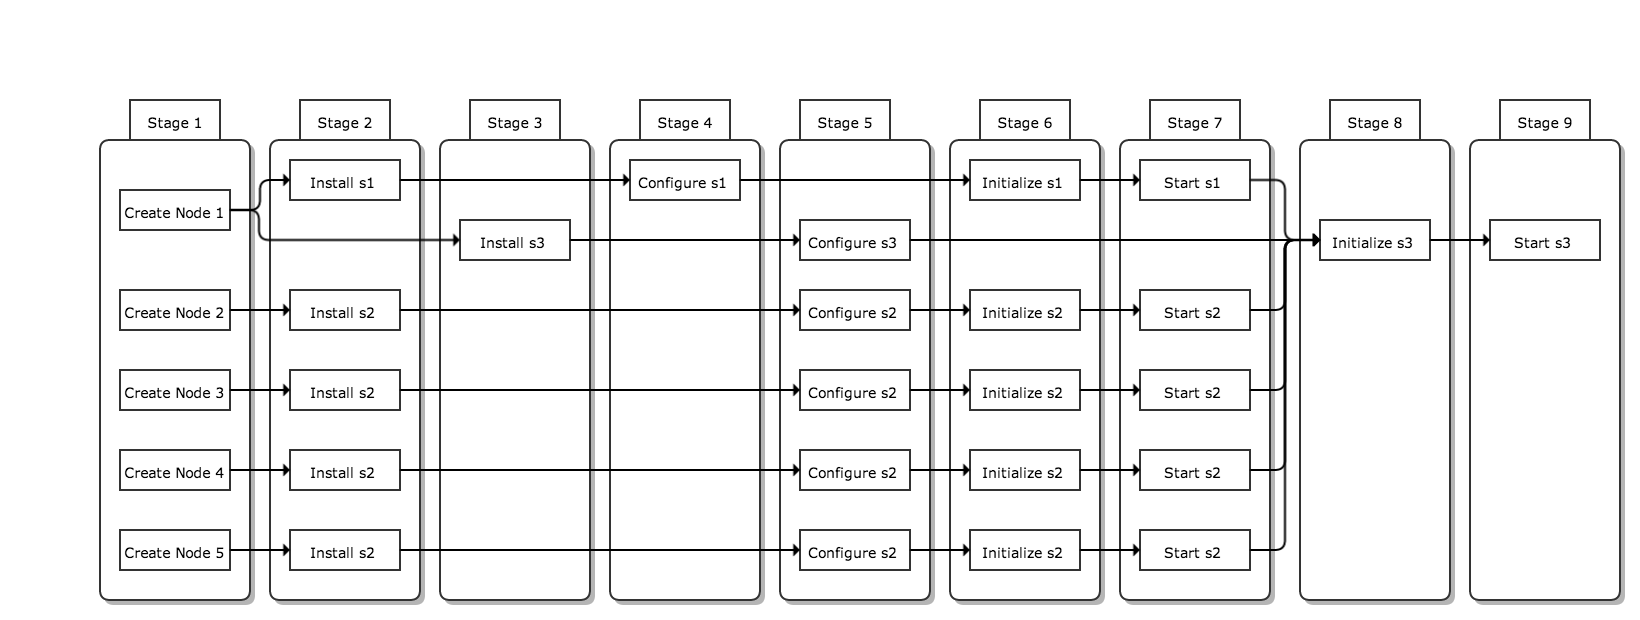 Stage 1
Stage 2
Stage 3
Stage 4
Stage 5
Stage 6
Stage 7
Stage 8
Stage 9
Install s1
Configure s1
Initialize s1
Start s1
Create Node 1
Install s3
Configure s3
Initialize s3
Start s3
Create Node 2
Install s2
Configure s2
Initialize s2
Start s2
Create Node 3
Install s2
Configure s2
Initialize s2
Start s2
Create Node 4
Install s2
Configure s2
Initialize s2
Start s2
Create Node 5
Install s2
Configure s2
Initialize s2
Start s2